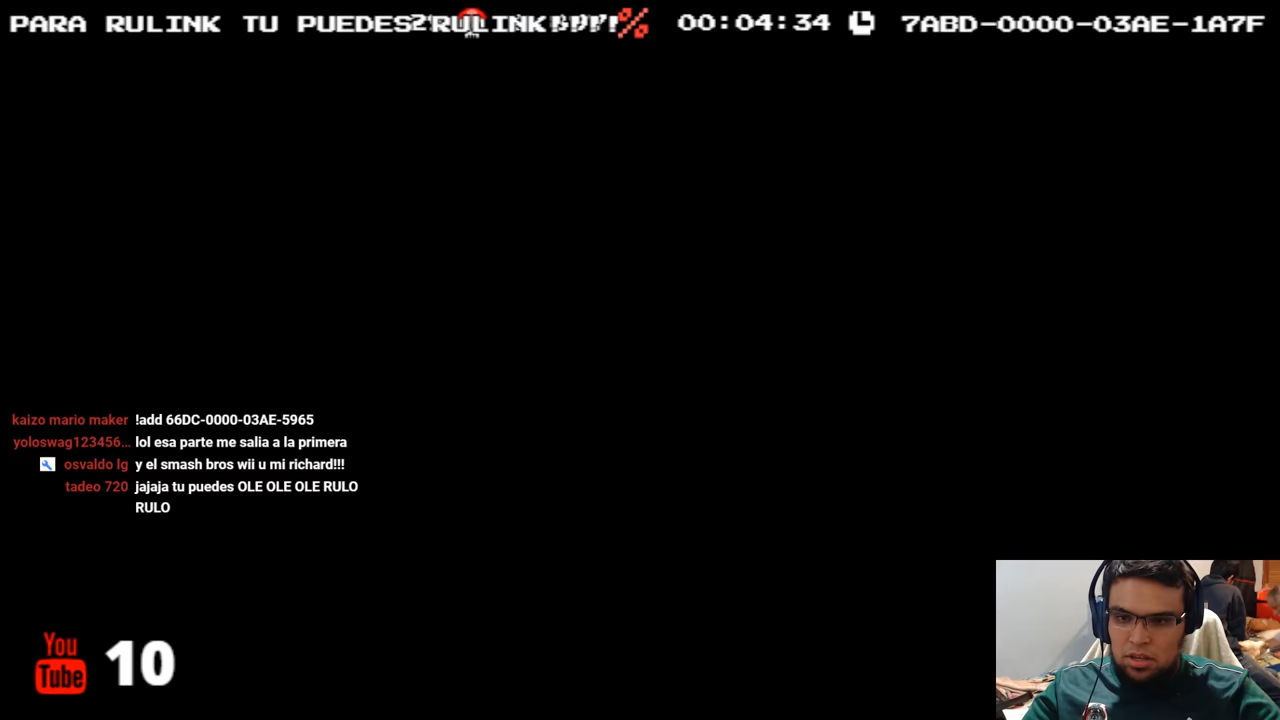 PARA RULINK TU PUEDES RULINK
% 00:04:34 7ABD-0000-03AE-1A7F
kaizo mario maker !add 66DC-0000-03AE-5965
yoloswag123456… lol esa parte me salia a la primera
osvaldo lg y el smash bros wii u mi richard!!!
tadeo 720 jajaja tu puedes OLE OLE OLE RULO
RULO
You
Tube 10